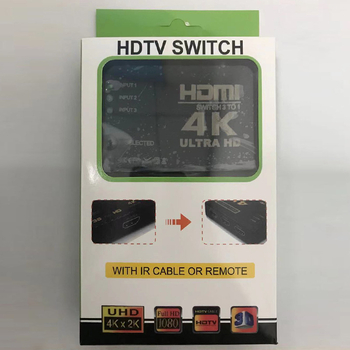 HDTV SWITCH
INPUT 1
INPUT 2
INPUT 3
HDMI
SWITCH 3 TO 1
4K
ULTRA HD
SELECTED
WITH IR CABLE OR REMOTE
UHD
4K x 2K
Full HD
1080
HDTV
3D